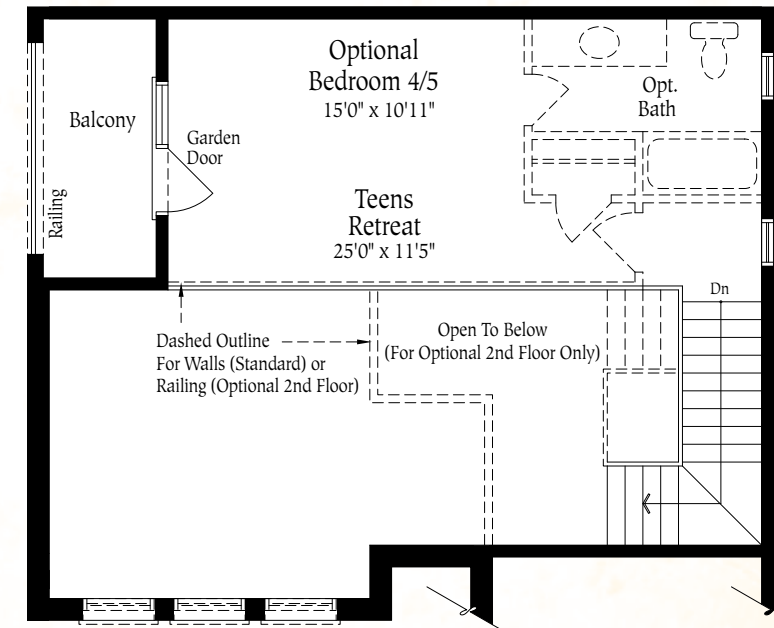 Optional
Bedroom 4/5
15'0" x 10'11"
Opt.
Bath
Balcony
Garden
Door
Railing
Teens
Retreat
25'0" x 11'5"
Dn
Dashed Outline
For Walls (Standard) or
Railing (Optional 2nd Floor)
Open To Below
(For Optional 2nd Floor Only)